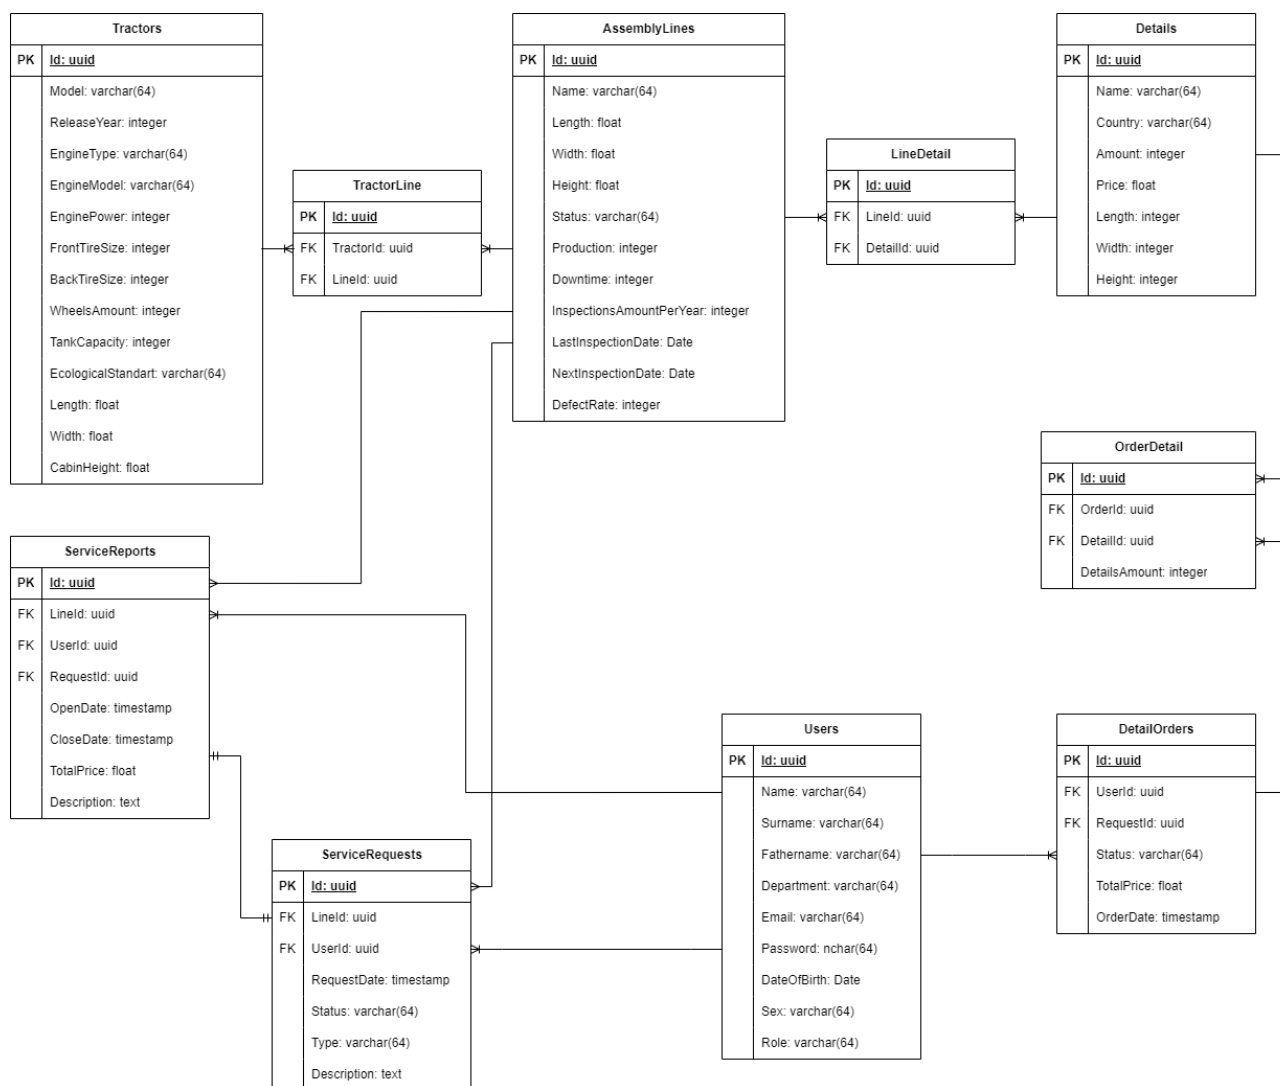 Tractors
PK Id: uuid
Model: varchar(64)
ReleaseYear: integer
EngineType: varchar(64)
EngineModel: varchar(64)
EnginePower: integer
FrontTireSize: integer
BackTireSize: integer
WheelsAmount: integer
TankCapacity: integer
EcologicalStandart: varchar(64)
Length: float
Width: float
CabinHeight: float
TractorLine
PK Id: uuid
FK TractorId: uuid
FK LineId: uuid
AssemblyLines
PK Id: uuid
Name: varchar(64)
Length: float
Width: float
Height: float
Status: varchar(64)
Production: integer
Downtime: integer
InspectionsAmountPerYear: integer
LastInspectionDate: Date
NextInspectionDate: Date
DefectRate: integer
LineDetail
PK Id: uuid
FK LineId: uuid
FK DetailId: uuid
Details
PK Id: uuid
Name: varchar(64)
Country: varchar(64)
Amount: integer
Price: float
Length: integer
Width: integer
Height: integer
OrderDetail
PK Id: uuid
FK OrderId: uuid
FK DetailId: uuid
DetailsAmount: integer
ServiceReports
PK Id: uuid
FK LineId: uuid
FK UserId: uuid
FK RequestId: uuid
OpenDate: timestamp
CloseDate: timestamp
TotalPrice: float
Description: text
ServiceRequests
PK Id: uuid
FK LineId: uuid
FK UserId: uuid
RequestDate: timestamp
Status: varchar(64)
Type: varchar(64)
Description: text
Users
PK Id: uuid
Name: varchar(64)
Surname: varchar(64)
Fathername: varchar(64)
Department: varchar(64)
Email: varchar(64)
Password: nchar(64)
DateOfBirth: Date
Sex: varchar(64)
Role: varchar(64)
DetailOrders
PK Id: uuid
FK UserId: uuid
FK RequestId: uuid
Status: varchar(64)
TotalPrice: float
OrderDate: timestamp